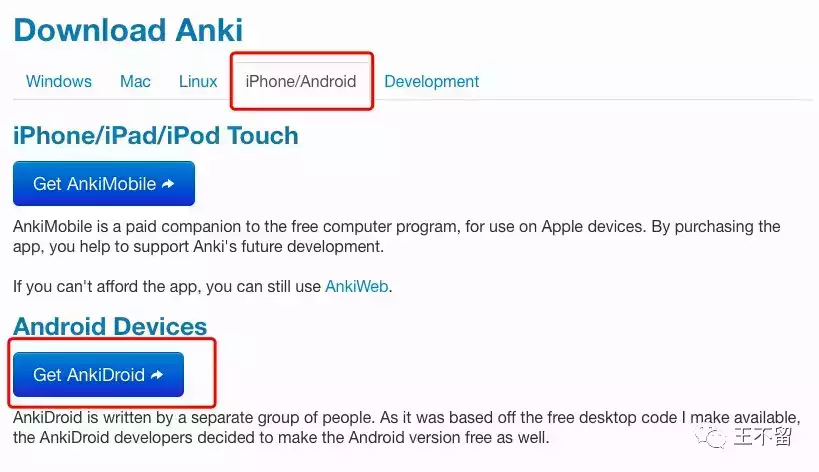 Download Anki
Windows Mac Linux iPhone/Android Development
iPhone/iPad/iPod Touch
Get AnkiMobile
AnkiMobile is a paid companion to the free computer program, for use on Apple devices. By purchasing the
app, you help to support Anki's future development.
If you can't afford the app, you can still use AnkiWeb.
Android Devices
Get AnkiDroid
AnkiDroid is written by a separate group of people. As it was based off the free desktop code I make available,
the AnkiDroid developers decided to make the Android version free as well.
王不留